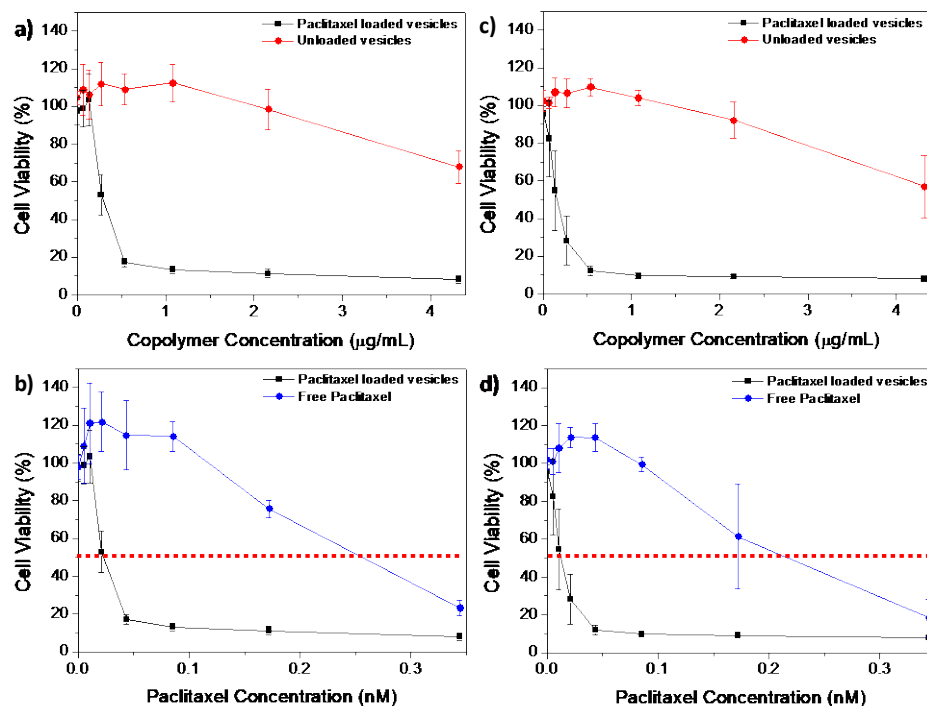 a)
Paclitaxel loaded vesicles
Unloaded vesicles
140
120
100
80
60
40
20
0
Cell Viability (%)
0 1 2 3 4
Copolymer Concentration (μg/mL)
c)
Paclitaxel loaded vesicles
Unloaded vesicles
140
120
100
80
60
40
20
0
Cell Viability (%)
0 1 2 3 4
Copolymer Concentration (μg/mL)
b)
Paclitaxel loaded vesicles
Free Paclitaxel
140
120
100
80
60
40
20
0
Cell Viability (%)
0.0 0.1 0.2 0.3
Paclitaxel Concentration (nM)
d)
Paclitaxel loaded vesicles
Free Paclitaxel
140
120
100
80
60
40
20
0
Cell Viability (%)
0.0 0.1 0.2 0.3
Paclitaxel Concentration (nM)